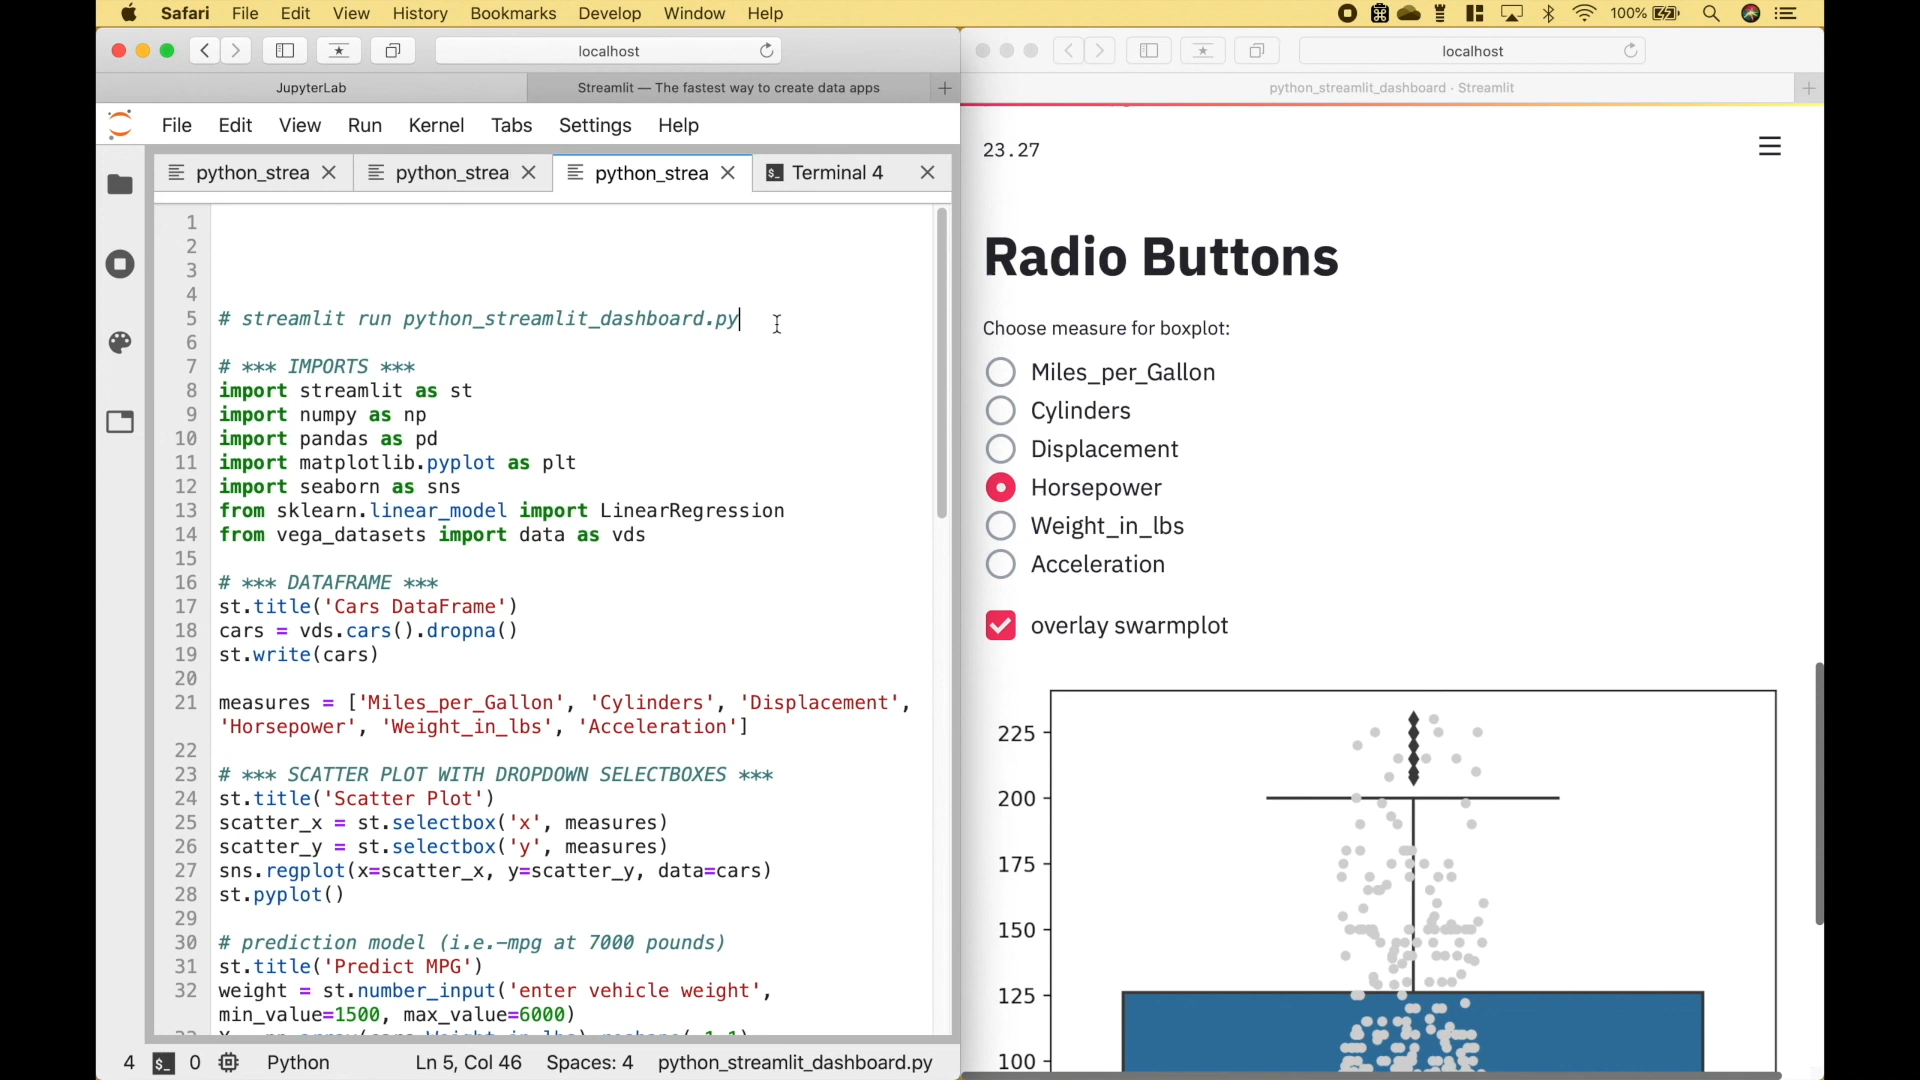 Safari File Edit View History Bookmarks Develop Window Help 100%
localhost
JupyterLab Streamlit — The fastest way to create data apps
File Edit View Run Kernel Tabs Settings Help
python_strea python_strea python_strea Terminal 4
1
2
3
4
5 # streamlit run python_streamlit_dashboard.py
6
7 # *** IMPORTS ***
8 import streamlit as st
9 import numpy as np
10 import pandas as pd
11 import matplotlib.pyplot as plt
12 import seaborn as sns
13 from sklearn.linear_model import LinearRegression
14 from vega_datasets import data as vds
15
16 # *** DATAFRAME ***
17 st.title('Cars DataFrame')
18 cars = vds.cars().dropna()
19 st.write(cars)
20
21 measures = ['Miles_per_Gallon', 'Cylinders', 'Displacement',
'Horsepower', 'Weight_in_lbs', 'Acceleration']
22
23 # *** SCATTER PLOT WITH DROPDOWN SELECTBOXES ***
24 st.title('Scatter Plot')
25 scatter_x = st.selectbox('x', measures)
26 scatter_y = st.selectbox('y', measures)
27 sns.regplot(x=scatter_x, y=scatter_y, data=cars)
28 st.pyplot()
29
30 # prediction model (i.e.-mpg at 7000 pounds)
31 st.title('Predict MPG')
32 weight = st.number_input('enter vehicle weight',
min_value=1500, max_value=6000)
4 0 Python Ln 5, Col 46 Spaces: 4 python_streamlit_dashboard.py
localhost
python_streamlit_dashboard · Streamlit
23.27
Radio Buttons
Choose measure for boxplot:
Miles_per_Gallon
Cylinders
Displacement
Horsepower
Weight_in_lbs
Acceleration
overlay swarmplot
225
200
175
150
125
100